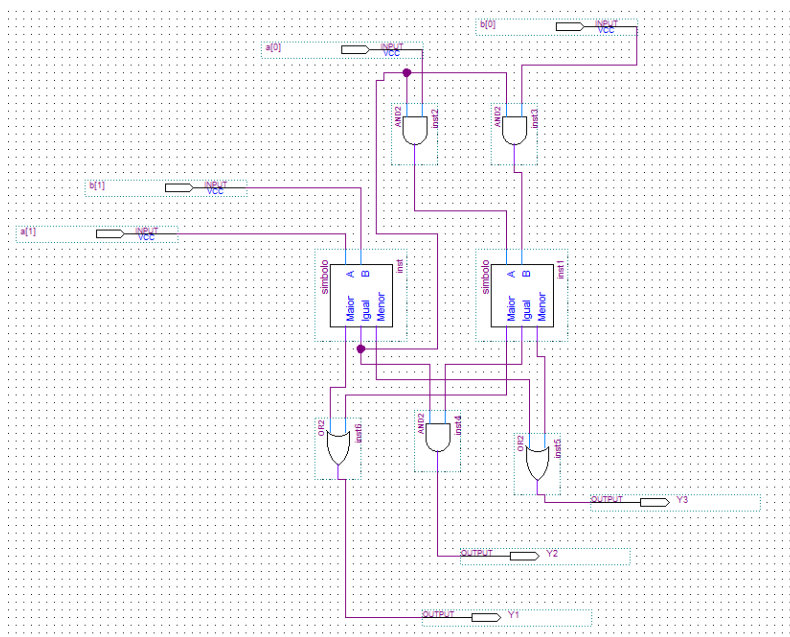 b[0]
INPUT
VCC
a[0]
INPUT
VCC
AND2
inst2
AND2
inst3
b[1]
INPUT
VCC
a[1]
INPUT
VCC
simbolo
A
B
inst
Maior
Igual
Menor
simbolo
A
B
inst1
Maior
Igual
Menor
OR2
inst6
AND2
inst4
OR2
inst5
OUTPUT
Y3
OUTPUT
Y2
OUTPUT
Y1